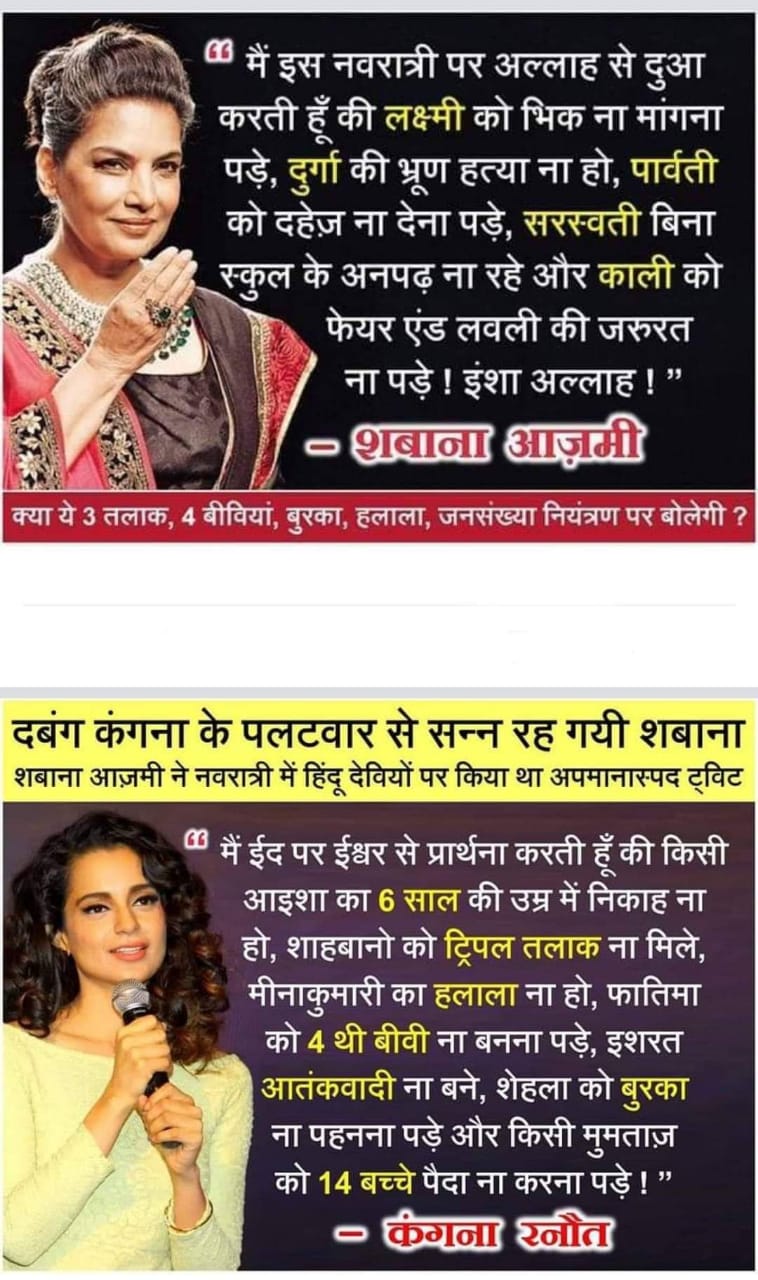 “ मैं इस नवरात्री पर अल्लाह से दुआ
करती हूँ की लक्ष्मी को भिक ना मांगना
पड़े, दुर्गा की भ्रूण हत्या ना हो, पार्वती
को दहेज़ ना देना पड़े, सरस्वती बिना
स्कुल के अनपढ़ ना रहे और काली को
फेयर एंड लवली की जरुरत
ना पड़े ! इंशा अल्लाह ! ”
– शबाना आज़मी
क्या ये 3 तलाक, 4 बीवियां, बुरका, हलाला, जनसंख्या नियंत्रण पर बोलेगी ?
दबंग कंगना के पलटवार से सन्न रह गयी शबाना
शबाना आज़मी ने नवरात्री में हिंदू देवियों पर किया था अपमानास्पद ट्विट
“ मैं ईद पर ईश्वर से प्रार्थना करती हूँ की किसी
आइशा का 6 साल की उम्र में निकाह ना
हो, शाहबानो को ट्रिपल तलाक ना मिले,
मीनाकुमारी का हलाला ना हो, फातिमा
को 4 थी बीवी ना बनना पड़े, इशरत
आतंकवादी ना बने, शेहला को बुरका
ना पहनना पड़े और किसी मुमताज़
को 14 बच्चे पैदा ना करना पड़े ! ”
– कंगना रनौत